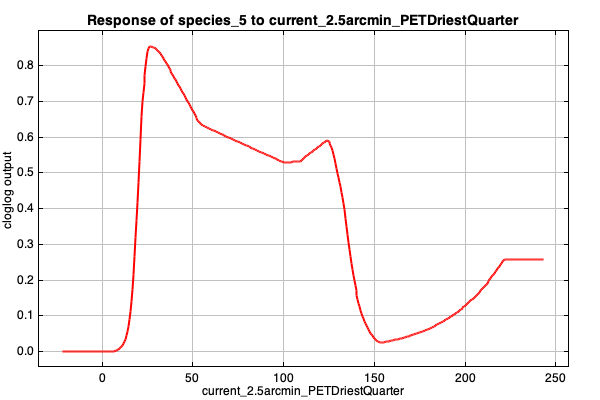 Response of species_5 to current_2.5arcmin_PETDriestQuarter
cloglog output
0.8
0.7
0.6
0.5
0.4
0.3
0.2
0.1
0.0
0 50 100 150 200 250
current_2.5arcmin_PETDriestQuarter